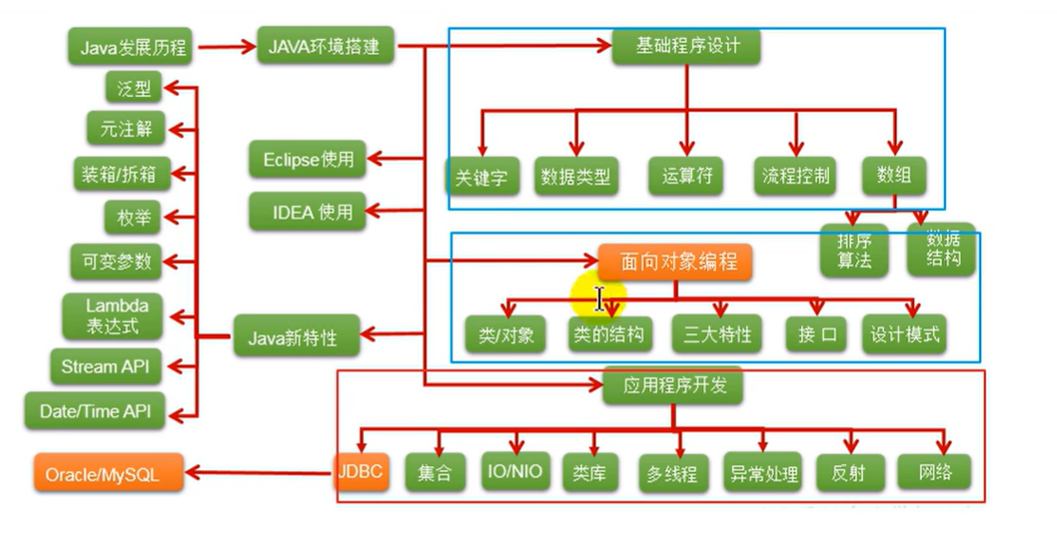 Java发展历程
JAVA环境搭建
基础程序设计
泛型
元注解
装箱/拆箱
枚举
可变参数
Lambda
表达式
Stream API
Date/Time API
Java新特性
Eclipse使用
IDEA 使用
关键字
数据类型
运算符
流程控制
数组
排序
算法
数据
结构
面向对象编程
类/对象
类的结构
三大特性
接口
设计模式
应用程序开发
JDBC
集合
IO/NIO
类库
多线程
异常处理
反射
网络
Oracle/MySQL